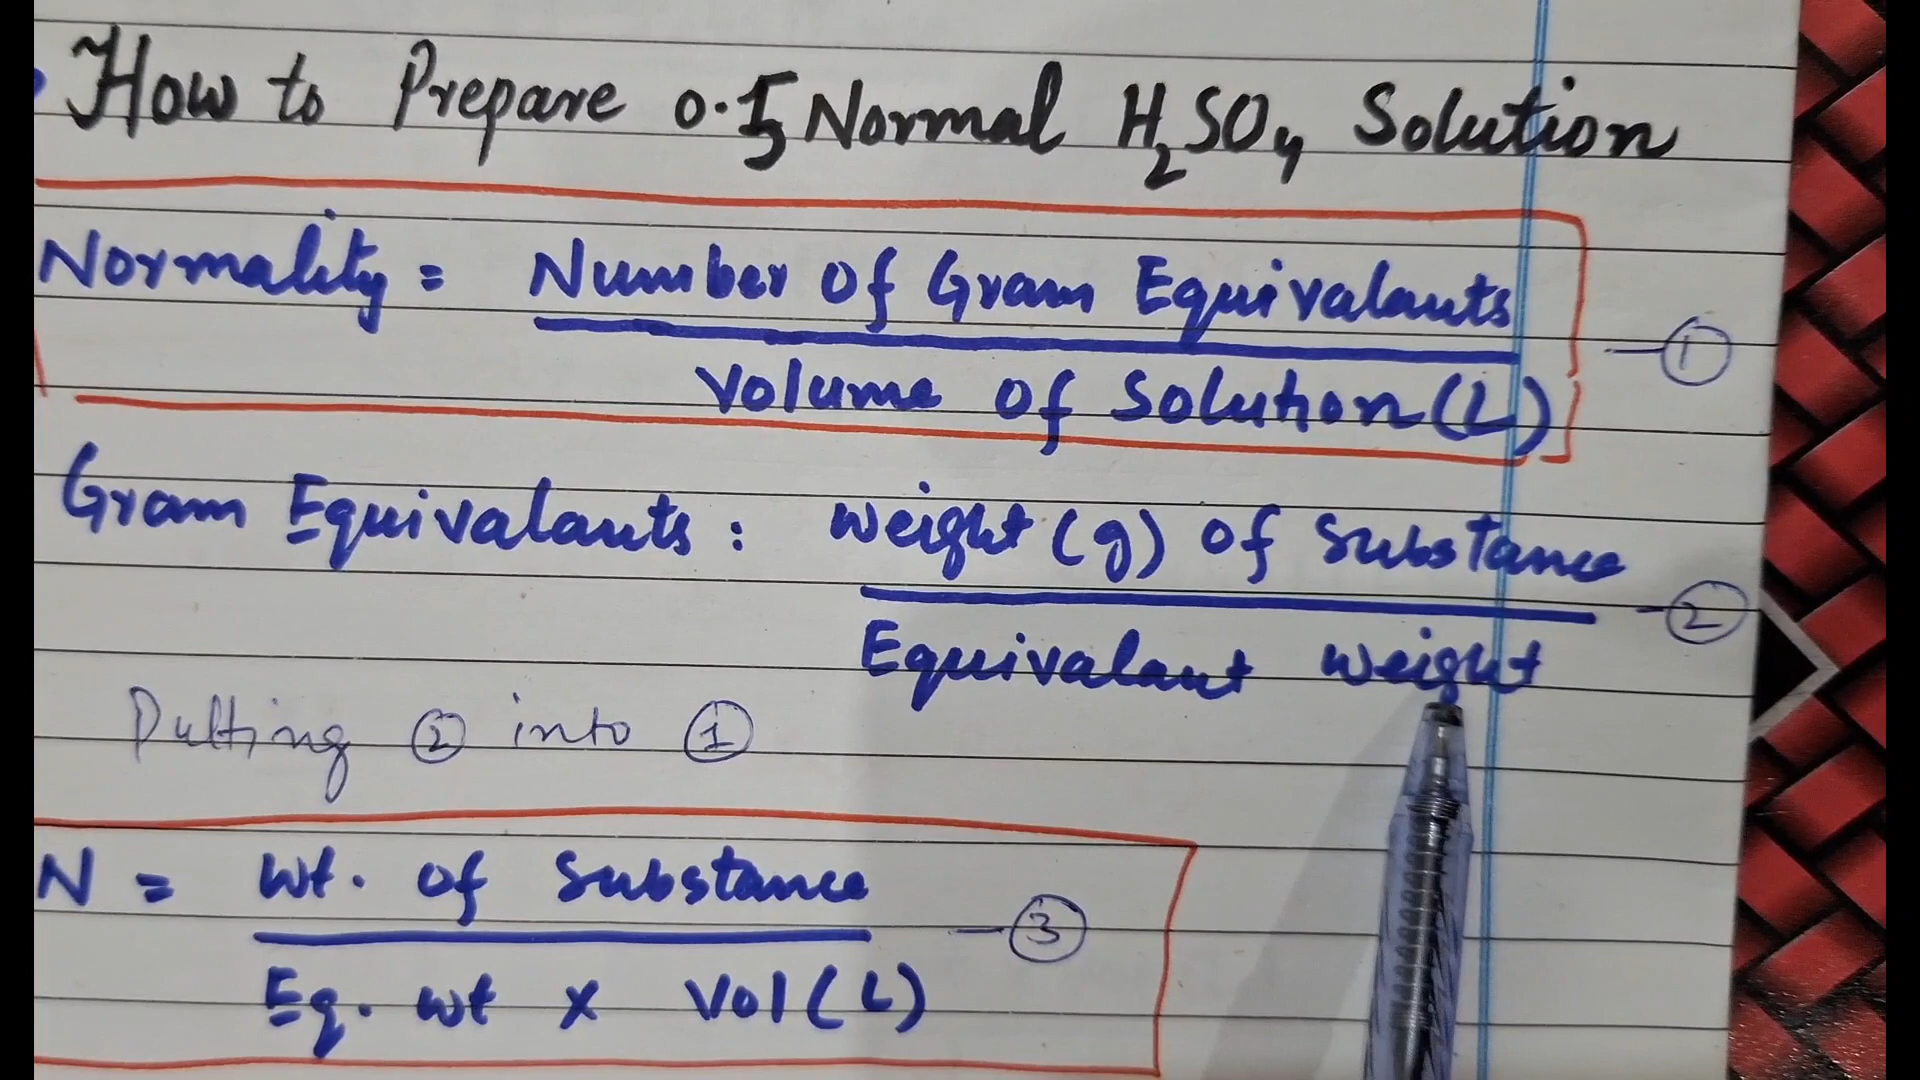 How to Prepare 0.5 Normal H₂SO₄ Solution
Normality = Number of Gram Equivalants
Volume of Solution (L)
— ①
Gram Equivalants : Weight (g) of Substance
Equivalant Weight
— ②
Putting ② into ①
N = Wt. of Substance
Eq. wt x Vol (L)
— ③